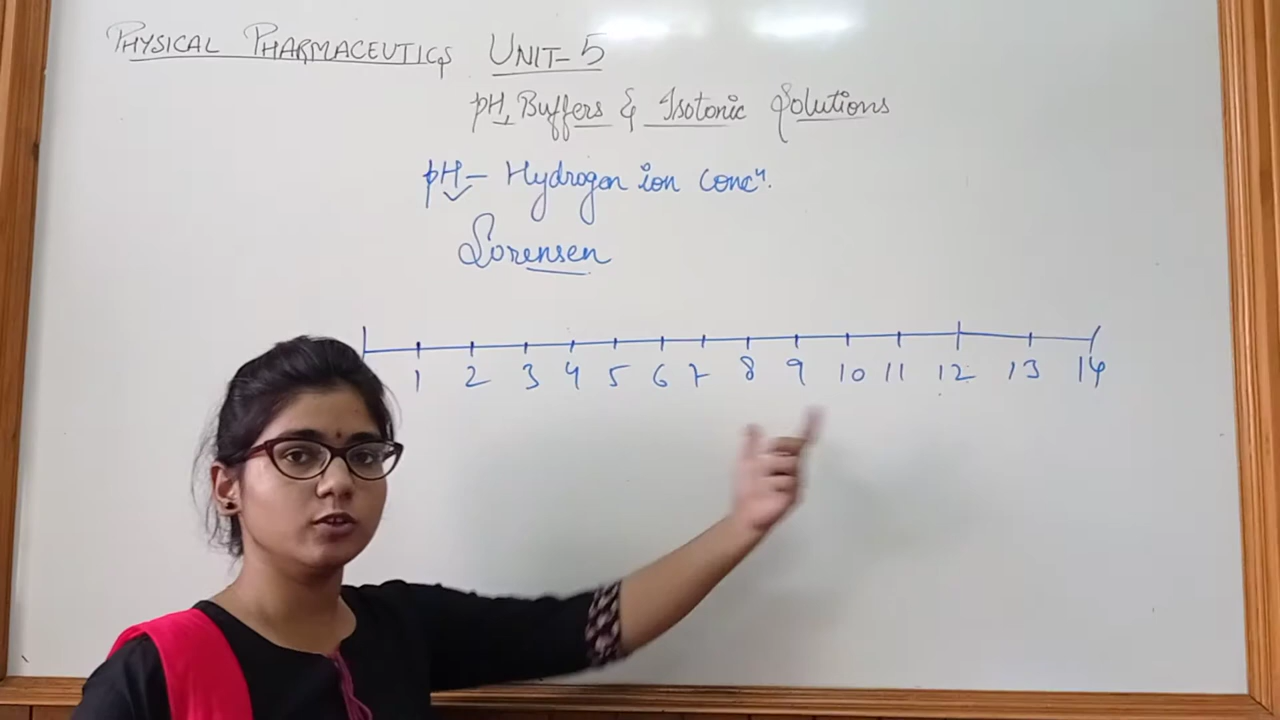 PHYSICAL PHARMACEUTICS UNIT-5
pH, Buffers & Isotonic Solutions
pH - Hydrogen ion concⁿ.
Sorensen
1 2 3 4 5 6 7 8 9 10 11 12 13 14